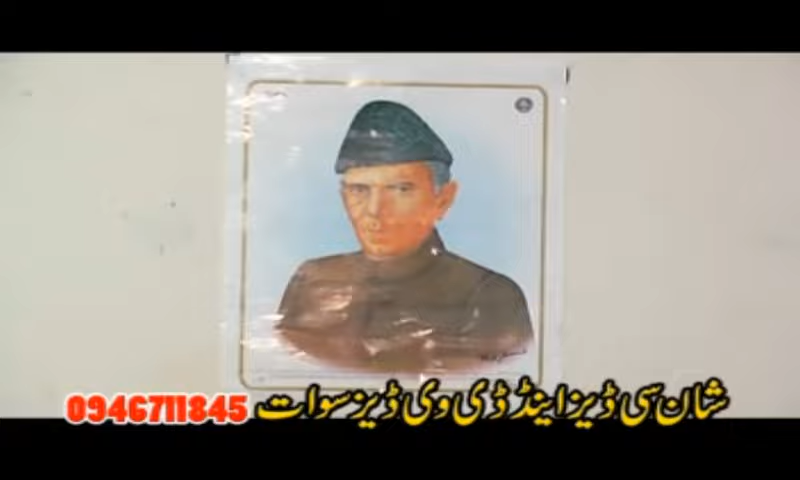 شان سی ڈیز اینڈ ڈی وی ڈیز سوات 0946711845